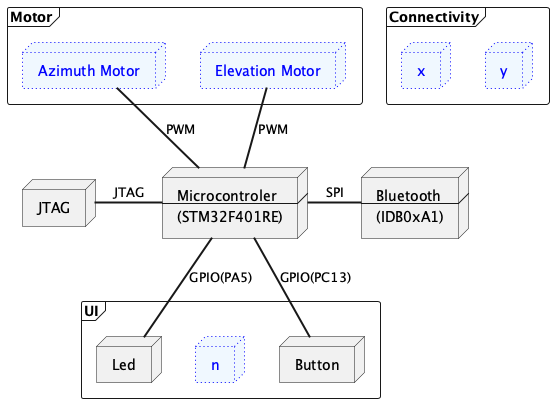 Motor
Connectivity
Azimuth Motor
Elevation Motor
x
y
PWM
PWM
JTAG
JTAG
Microcontroler
(STM32F401RE)
SPI
Bluetooth
(IDB0xA1)
GPIO(PA5)
GPIO(PC13)
UI
Led
n
Button